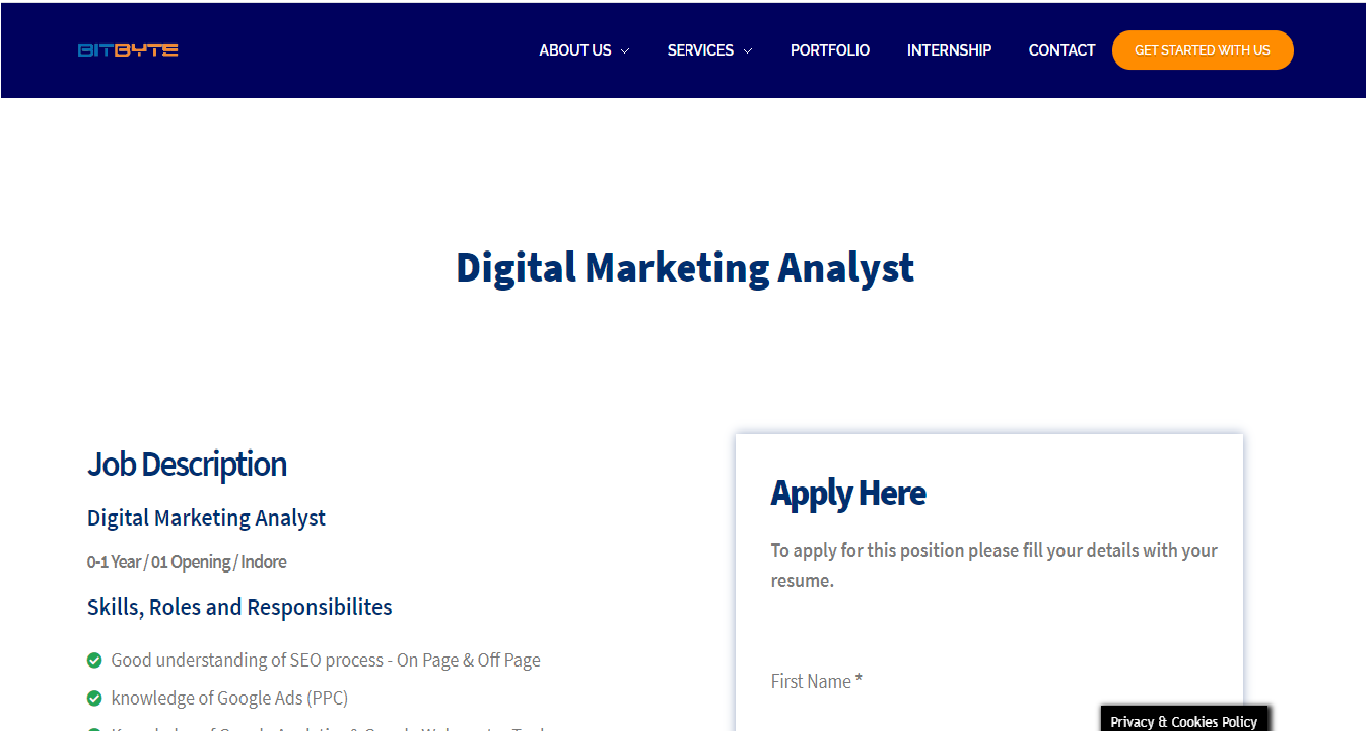 BITBYTE
ABOUT US
SERVICES
PORTFOLIO
INTERNSHIP
CONTACT
GET STARTED WITH US
Digital Marketing Analyst
Job Description
Digital Marketing Analyst
0-1 Year / 01 Opening / Indore
Skills, Roles and Responsibilites
Good understanding of SEO process - On Page & Off Page
knowledge of Google Ads (PPC)
Apply Here
To apply for this position please fill your details with your
resume.
First Name *
Privacy & Cookies Policy